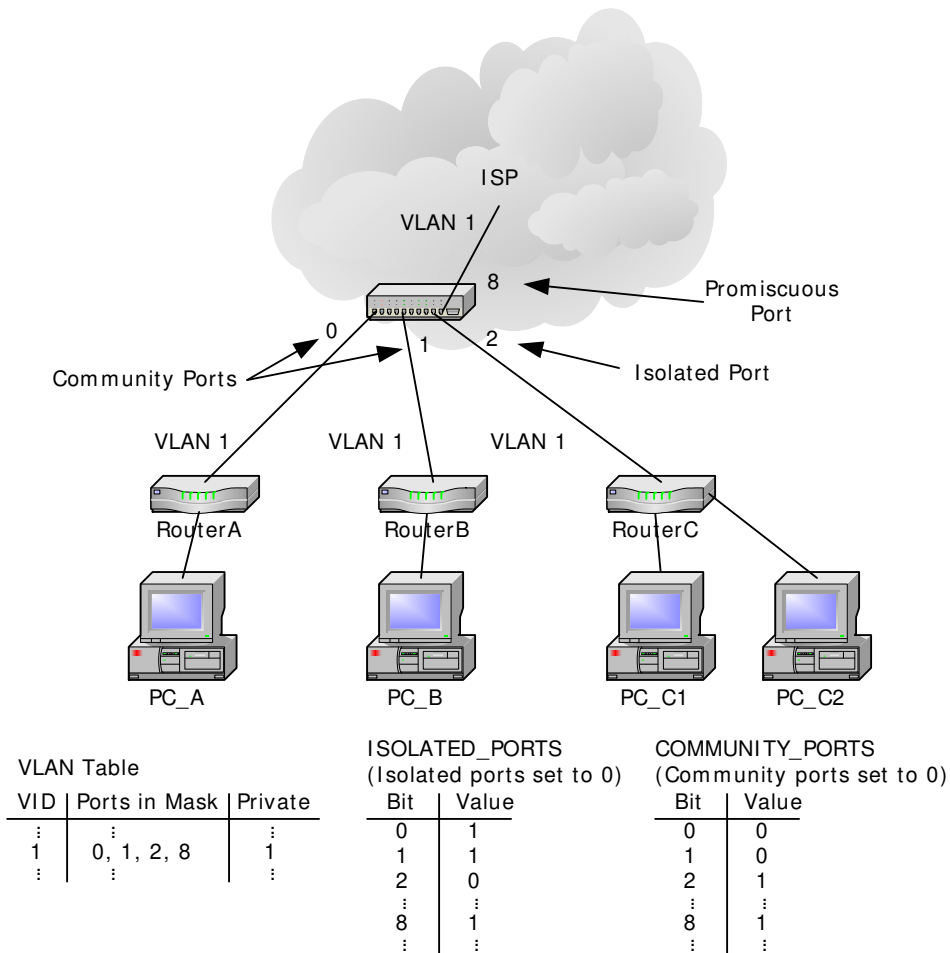 ISP
VLAN 1
8
Promiscuous
Port
0
1
2
Community Ports
Isolated Port
VLAN 1
VLAN 1
VLAN 1
RouterA
RouterB
RouterC
PC_A
PC_B
PC_C1
PC_C2
VLAN Table
VID Ports in Mask Private
⋮ ⋮ ⋮
1 0, 1, 2, 8 1
⋮ ⋮ ⋮
ISOLATED_PORTS
(Isolated ports set to 0)
Bit Value
0 1
1 1
2 0
⋮ ⋮
8 1
⋮ ⋮
COMMUNITY_PORTS
(Community ports set to 0)
Bit Value
0 0
1 0
2 1
⋮ ⋮
8 1
⋮ ⋮